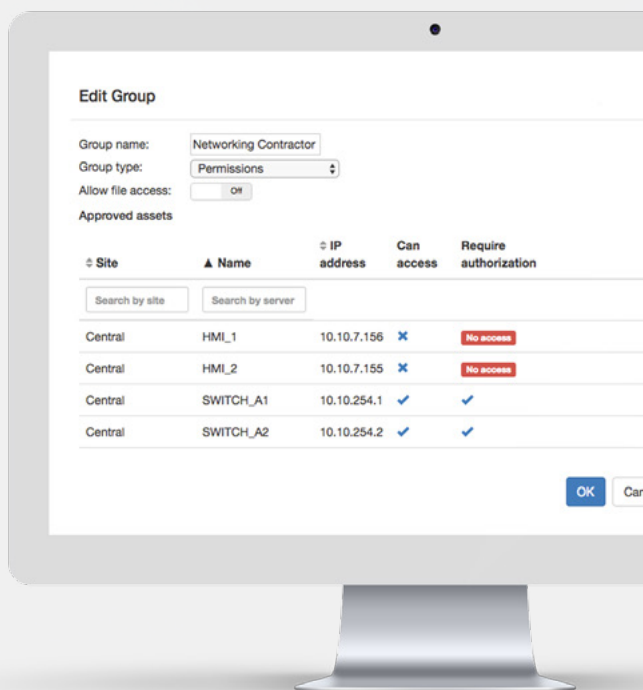 Edit Group
Group name: Networking Contractor
Group type: Permissions
Allow file access: Off
Approved assets
Site Name IP address Can access Require authorization
Search by site Search by server
Central HMI_1 10.10.7.156 No access
Central HMI_2 10.10.7.155 No access
Central SWITCH_A1 10.10.254.1
Central SWITCH_A2 10.10.254.2
OK Can